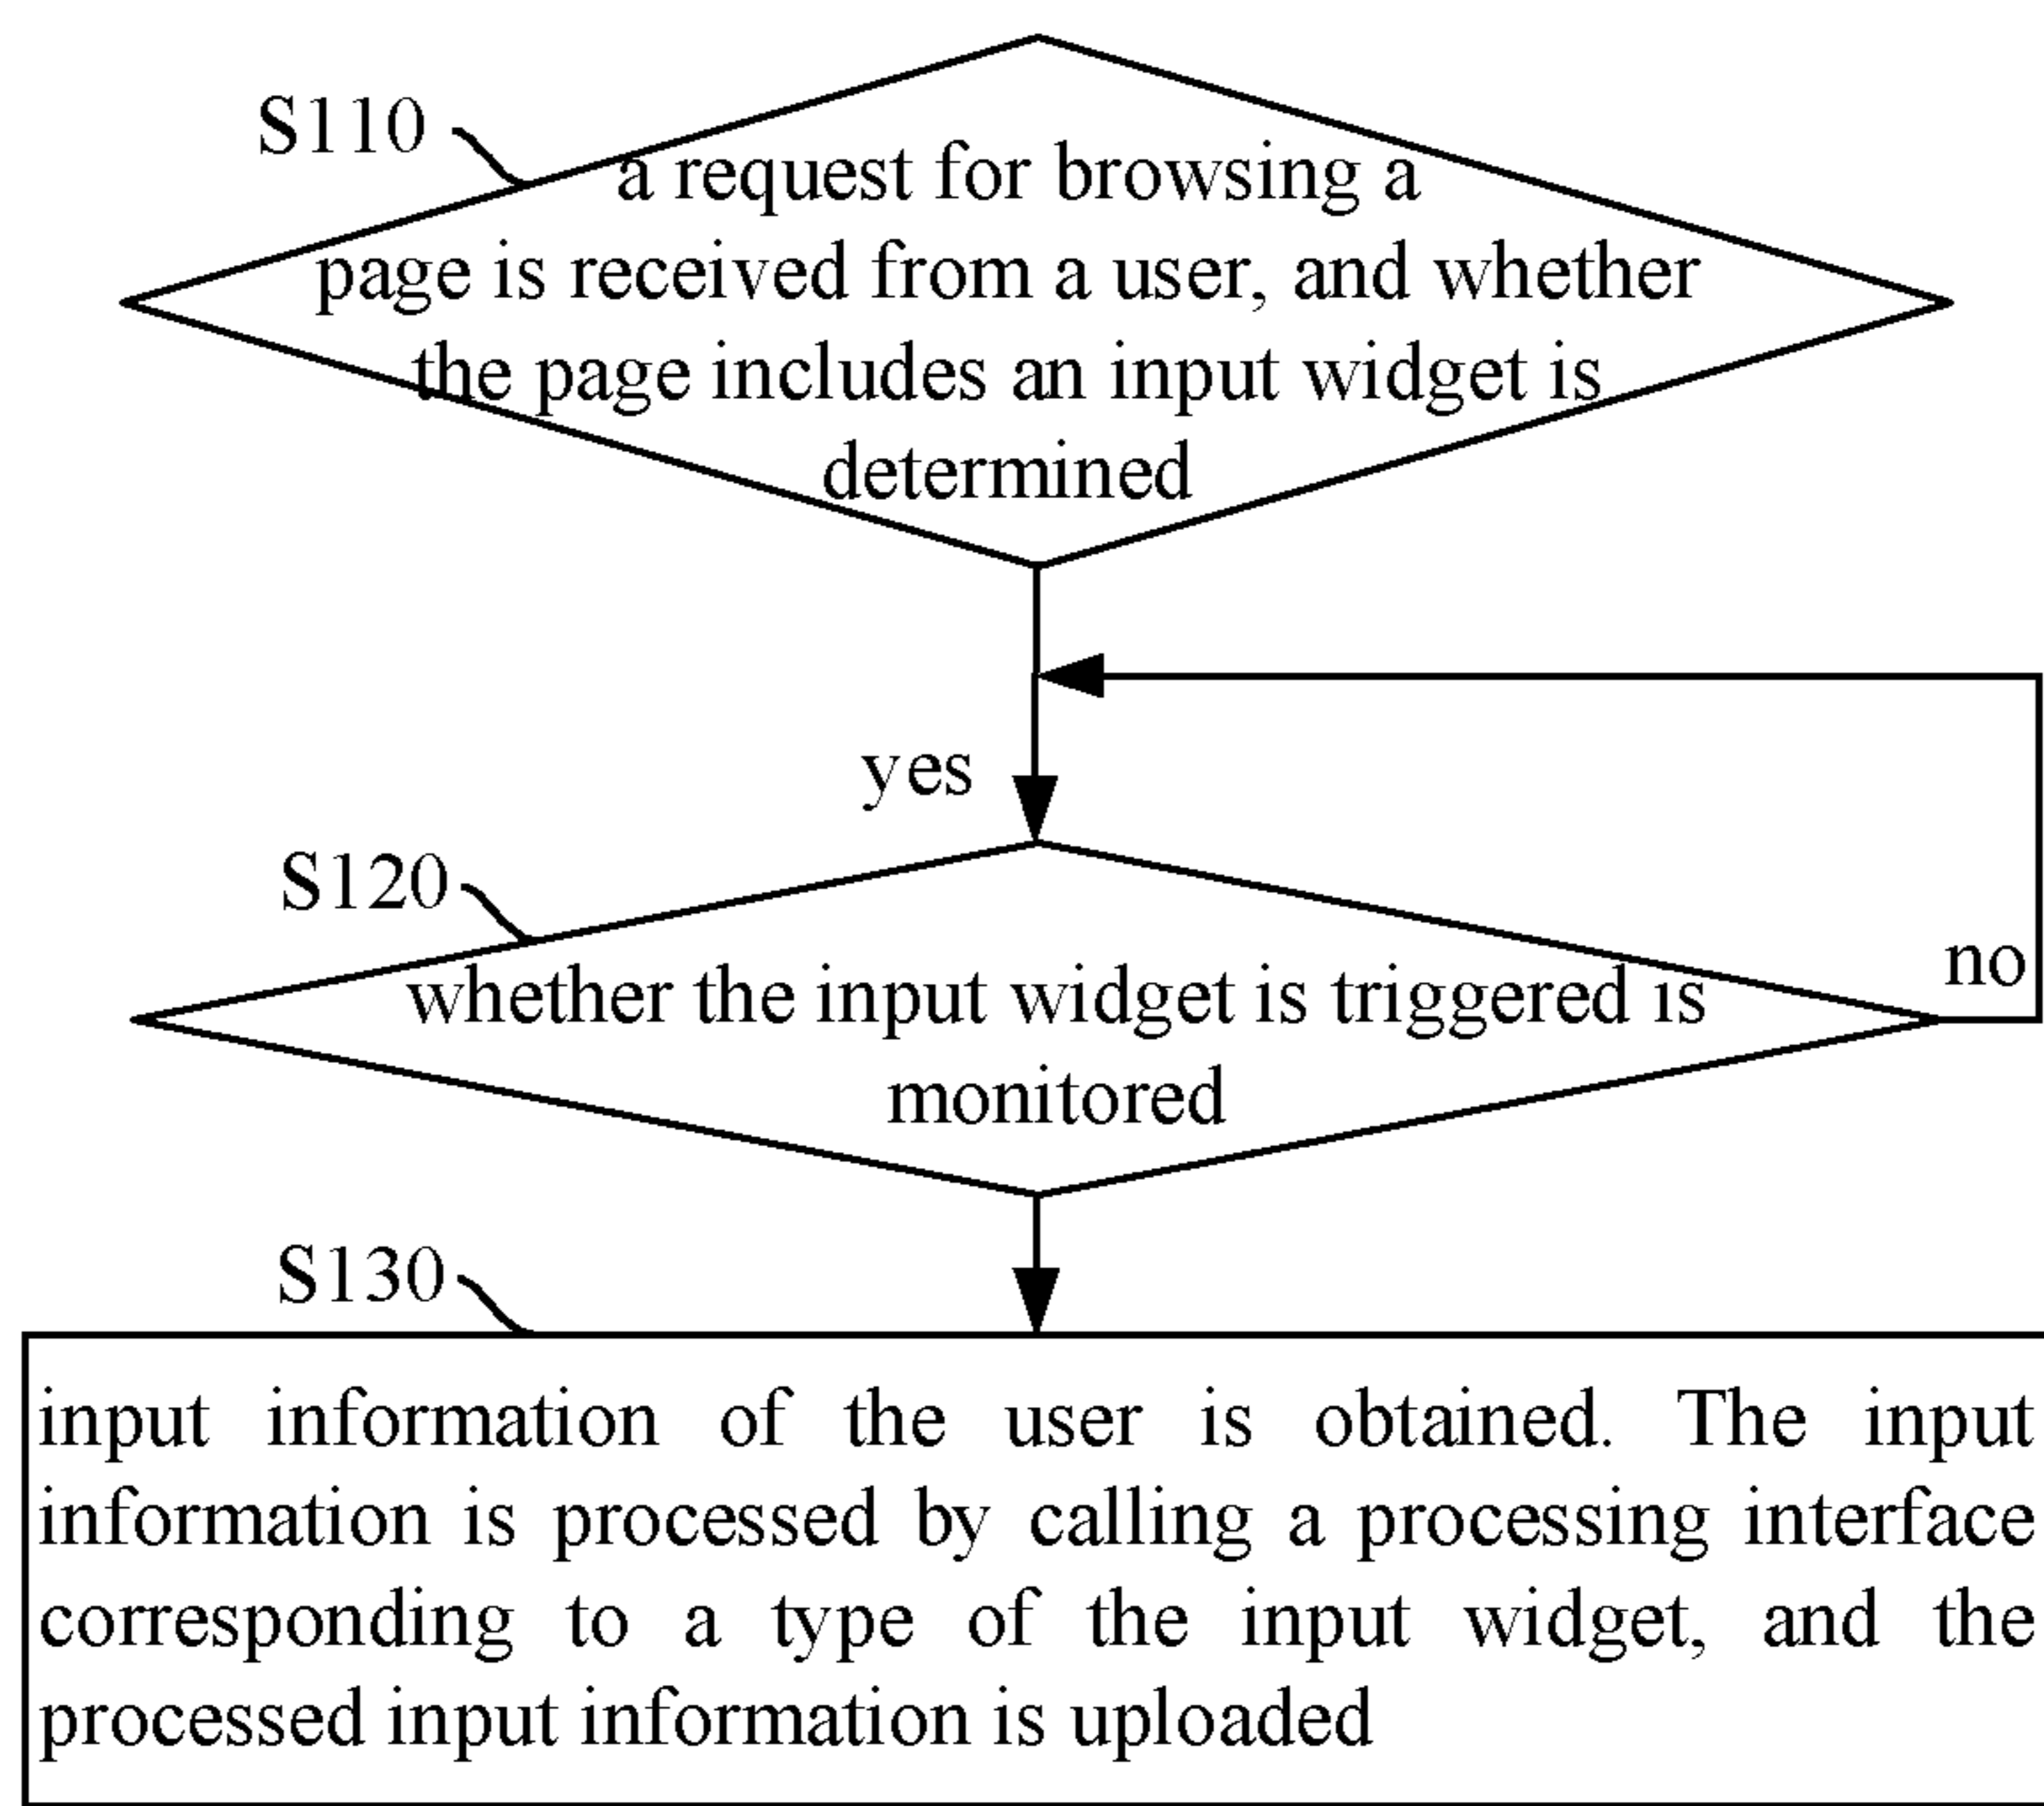 S110
a request for browsing a
page is received from a user, and whether
the page includes an input widget is
determined
yes
S120
no
whether the input widget is triggered is
monitored
S130
input information of the user is obtained. The input
information is processed by calling a processing interface
corresponding to a type of the input widget, and the
processed input information is uploaded